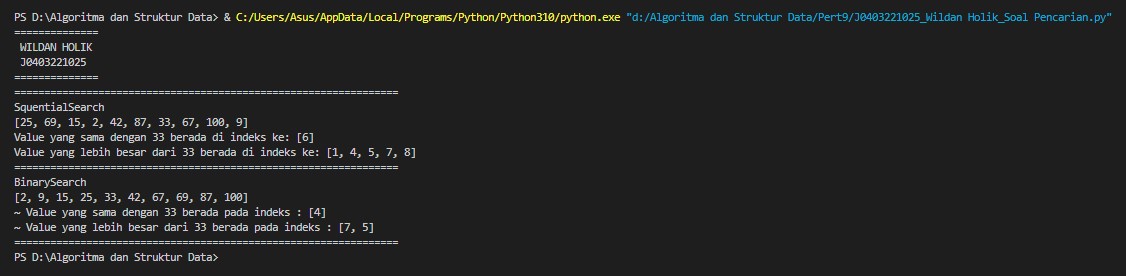 PS D:\Algoritma dan Struktur Data> & C:/Users/Asus/AppData/Local/Programs/Python/Python310/python.exe "d:/Algoritma dan Struktur Data/Pert9/J0403221025_Wildan Holik_Soal Pencarian.py"
==============
WILDAN HOLIK
J0403221025
==============
================================================================
SquentialSearch
[25, 69, 15, 2, 42, 87, 33, 67, 100, 9]
Value yang sama dengan 33 berada di indeks ke: [6]
Value yang lebih besar dari 33 berada di indeks ke: [1, 4, 5, 7, 8]
================================================================
BinarySearch
[2, 9, 15, 25, 33, 42, 67, 69, 87, 100]
~ Value yang sama dengan 33 berada pada indeks : [4]
~ Value yang lebih besar dari 33 berada pada indeks : [7, 5]
================================================================
PS D:\Algoritma dan Struktur Data>